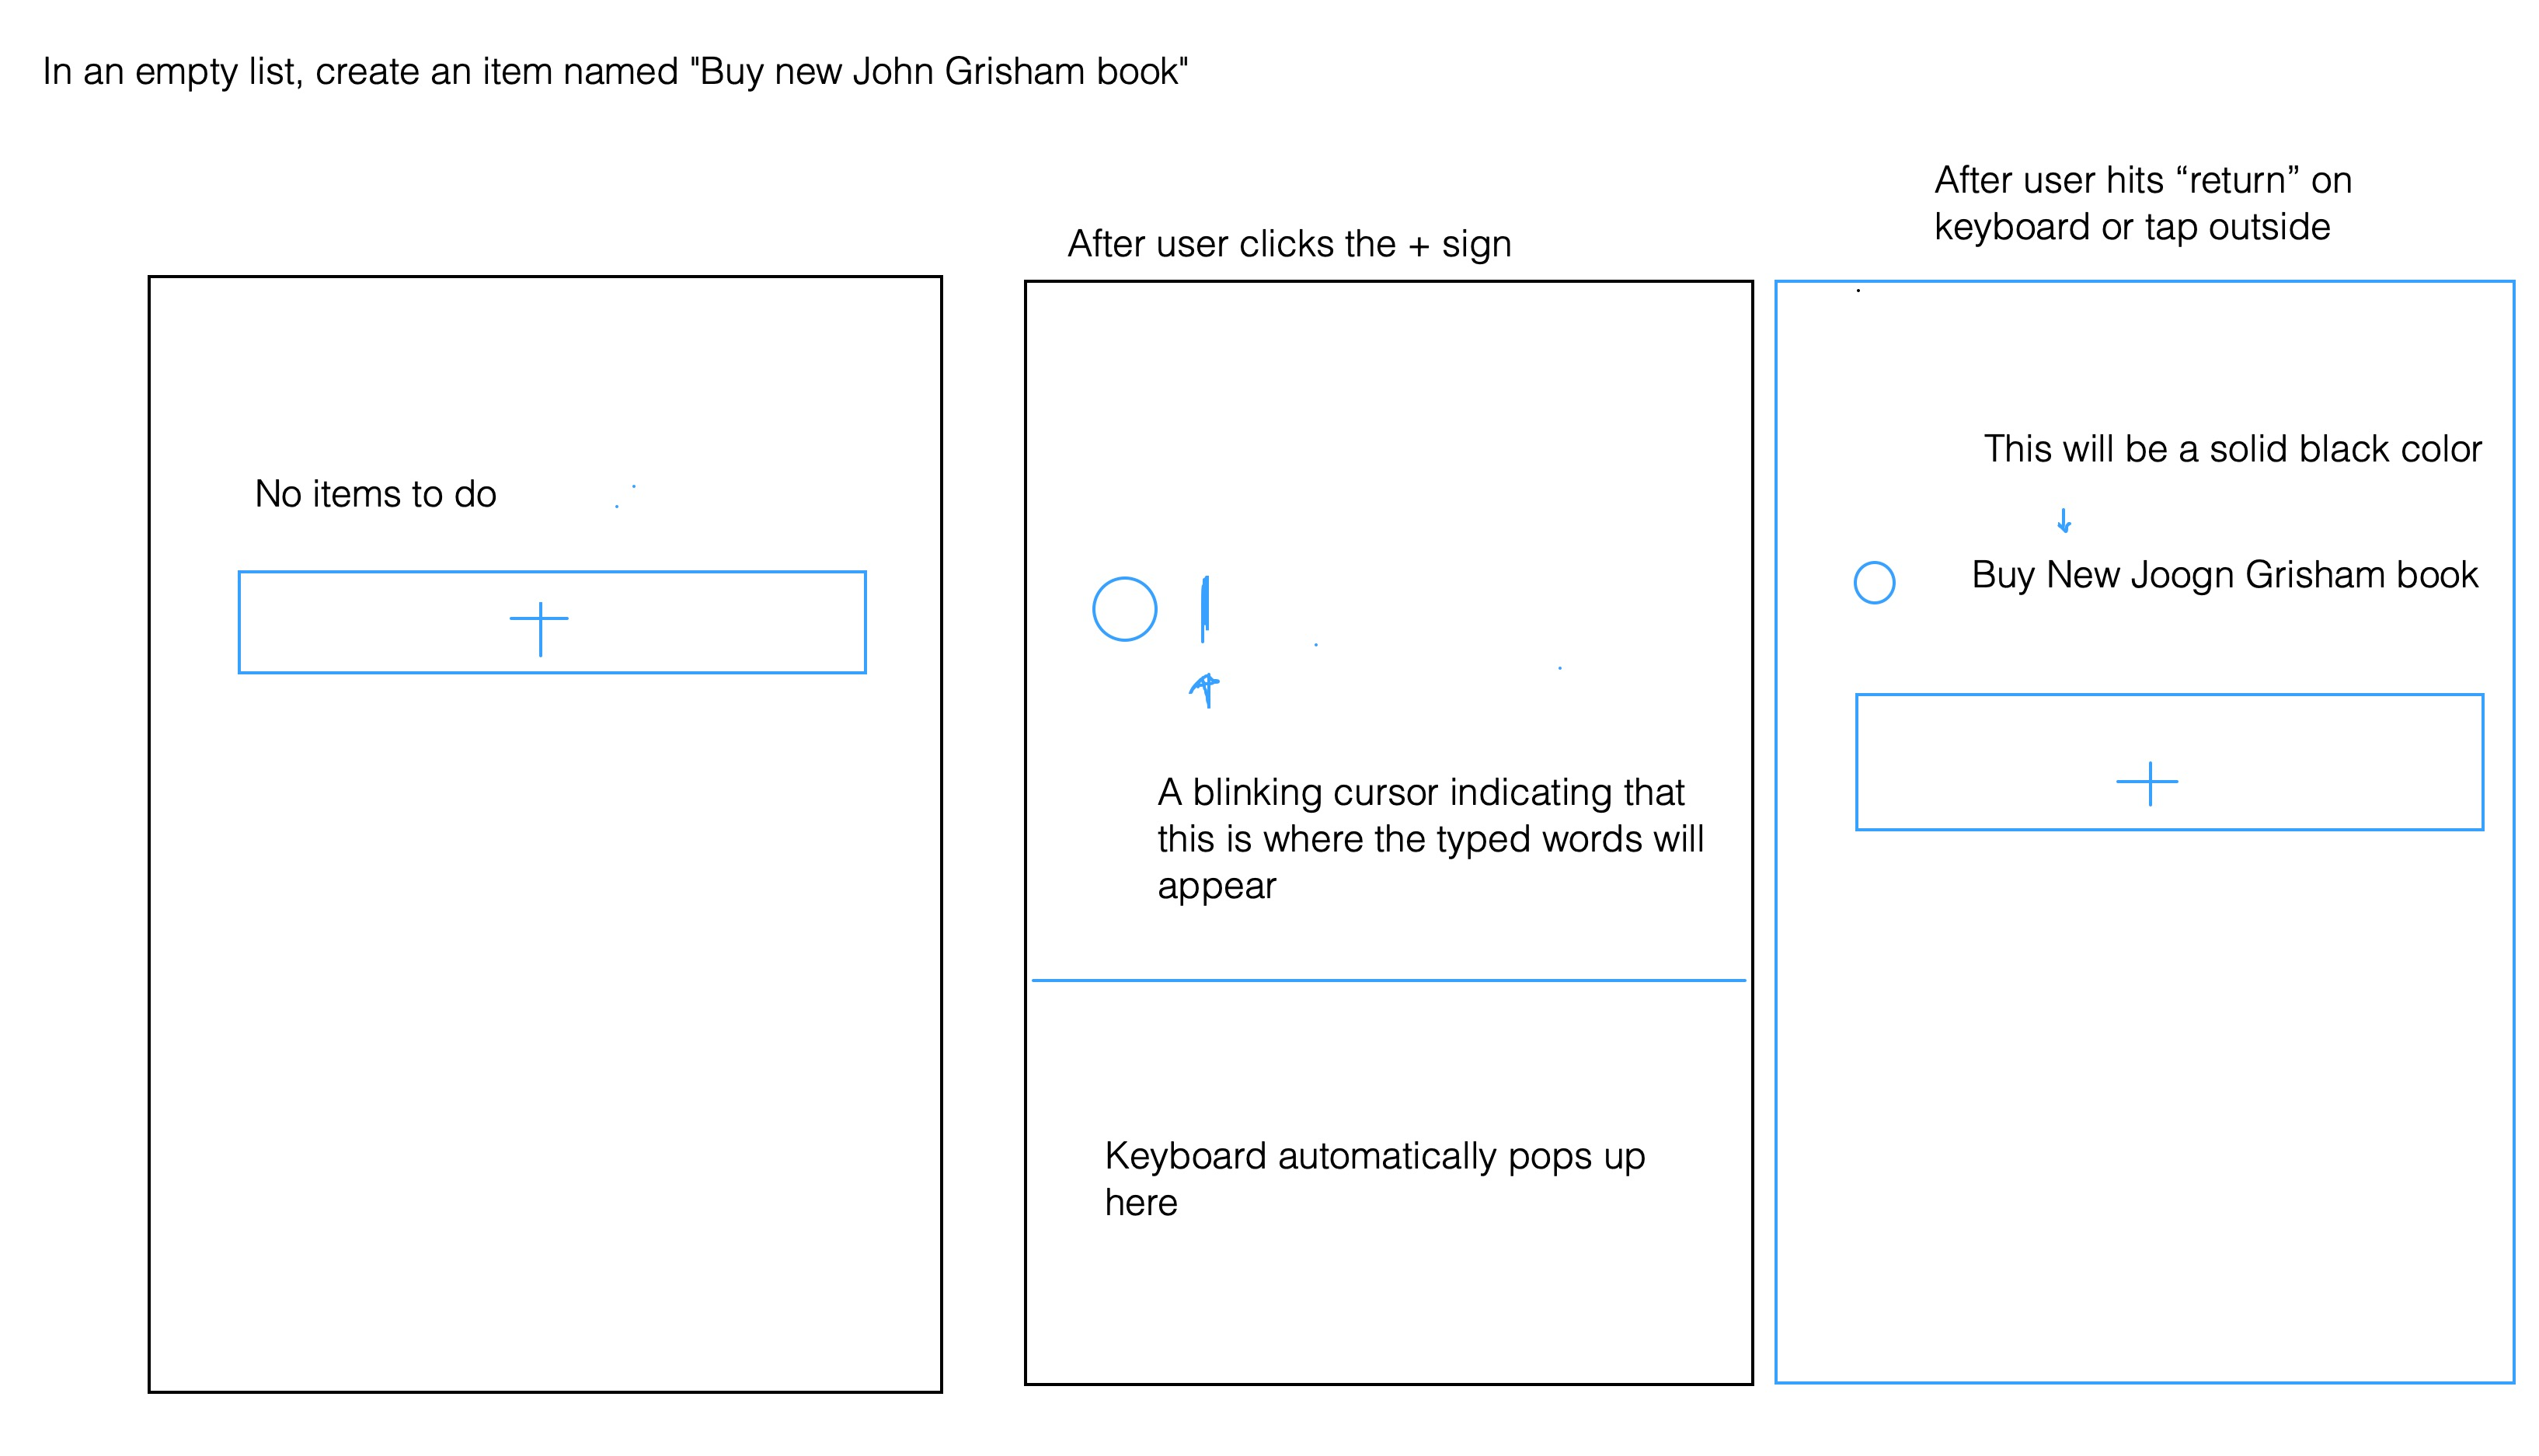 In an empty list, create an item named "Buy new John Grisham book"
After user clicks the + sign
After user hits “return” on
keyboard or tap outside
No items to do
A blinking cursor indicating that
this is where the typed words will
appear
Keyboard automatically pops up
here
This will be a solid black color
Buy New Joogn Grisham book